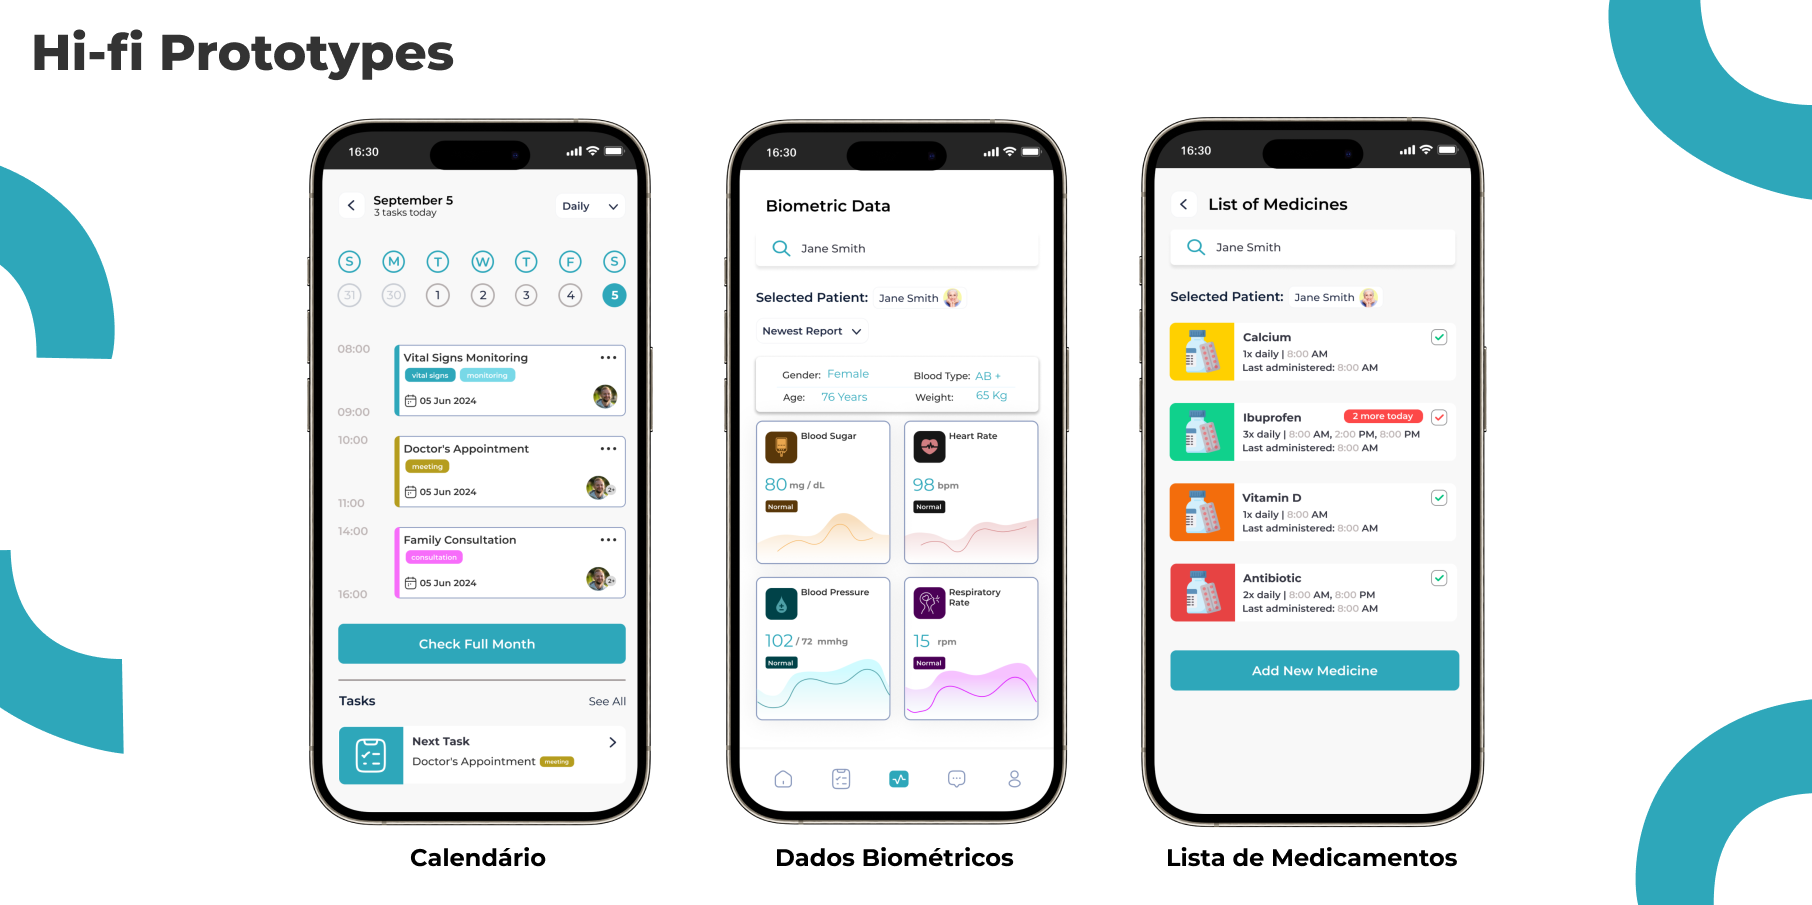 Hi-fi Prototypes
16:30
September 5
3 tasks today
Daily
S M T W T F S
31 30 1 2 3 4 5
08:00
Vital Signs Monitoring
vital signs monitoring
05 Jun 2024
09:00
10:00
Doctor's Appointment
meeting
05 Jun 2024
2+
11:00
14:00
Family Consultation
consultation
05 Jun 2024
2+
16:00
Check Full Month
Tasks See All
Next Task
Doctor's Appointment meeting
Calendário
16:30
Biometric Data
Jane Smith
Selected Patient: Jane Smith
Newest Report
Gender: Female Blood Type: AB +
Age: 76 Years Weight: 65 Kg
Blood Sugar
80 mg / dL
Normal
Heart Rate
98 bpm
Normal
Blood Pressure
102 / 72 mmhg
Normal
Respiratory
Rate
15 rpm
Normal
Dados Biométricos
16:30
List of Medicines
Jane Smith
Selected Patient: Jane Smith
Calcium
1x daily | 8:00 AM
Last administered: 8:00 AM
Ibuprofen 2 more today
3x daily | 8:00 AM, 2:00 PM, 8:00 PM
Last administered: 8:00 AM
Vitamin D
1x daily | 8:00 AM
Last administered: 8:00 AM
Antibiotic
2x daily | 8:00 AM, 8:00 PM
Last administered: 8:00 AM
Add New Medicine
Lista de Medicamentos